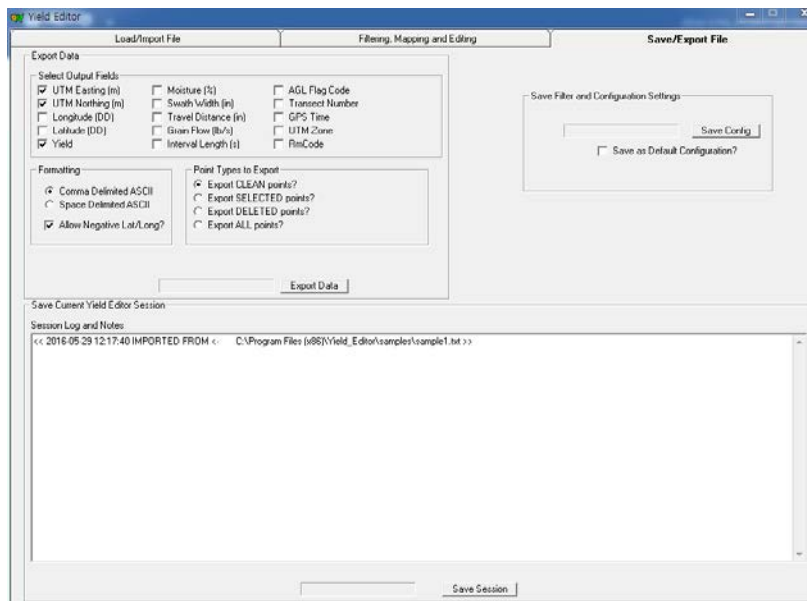 Yield Editor
Load/Import File
Filtering, Mapping and Editing
Save/Export File
Export Data
Select Output Fields
UTM Easting (m)
UTM Northing (m)
Longitude (DD)
Latitude (DD)
Yield
Moisture (%)
Swath Width (in)
Travel Distance (in)
Grain Flow (lb/s)
Interval Length (s)
AGL Flag Code
Transect Number
GPS Time
UTM Zone
RmCode
Formatting
Comma Delimited ASCII
Space Delimited ASCII
Allow Negative Lat/Long?
Point Types to Export
Export CLEAN points?
Export SELECTED points?
Export DELETED points?
Export ALL points?
Export Data
Save Filter and Configuration Settings
Save Config
Save as Default Configuration?
Save Current Yield Editor Session
Session Log and Notes
<< 2016-05-29 12:17:40 IMPORTED FROM <- C:\Program Files (x86)\Yield_Editor\samples\sample1.txt >>
Save Session